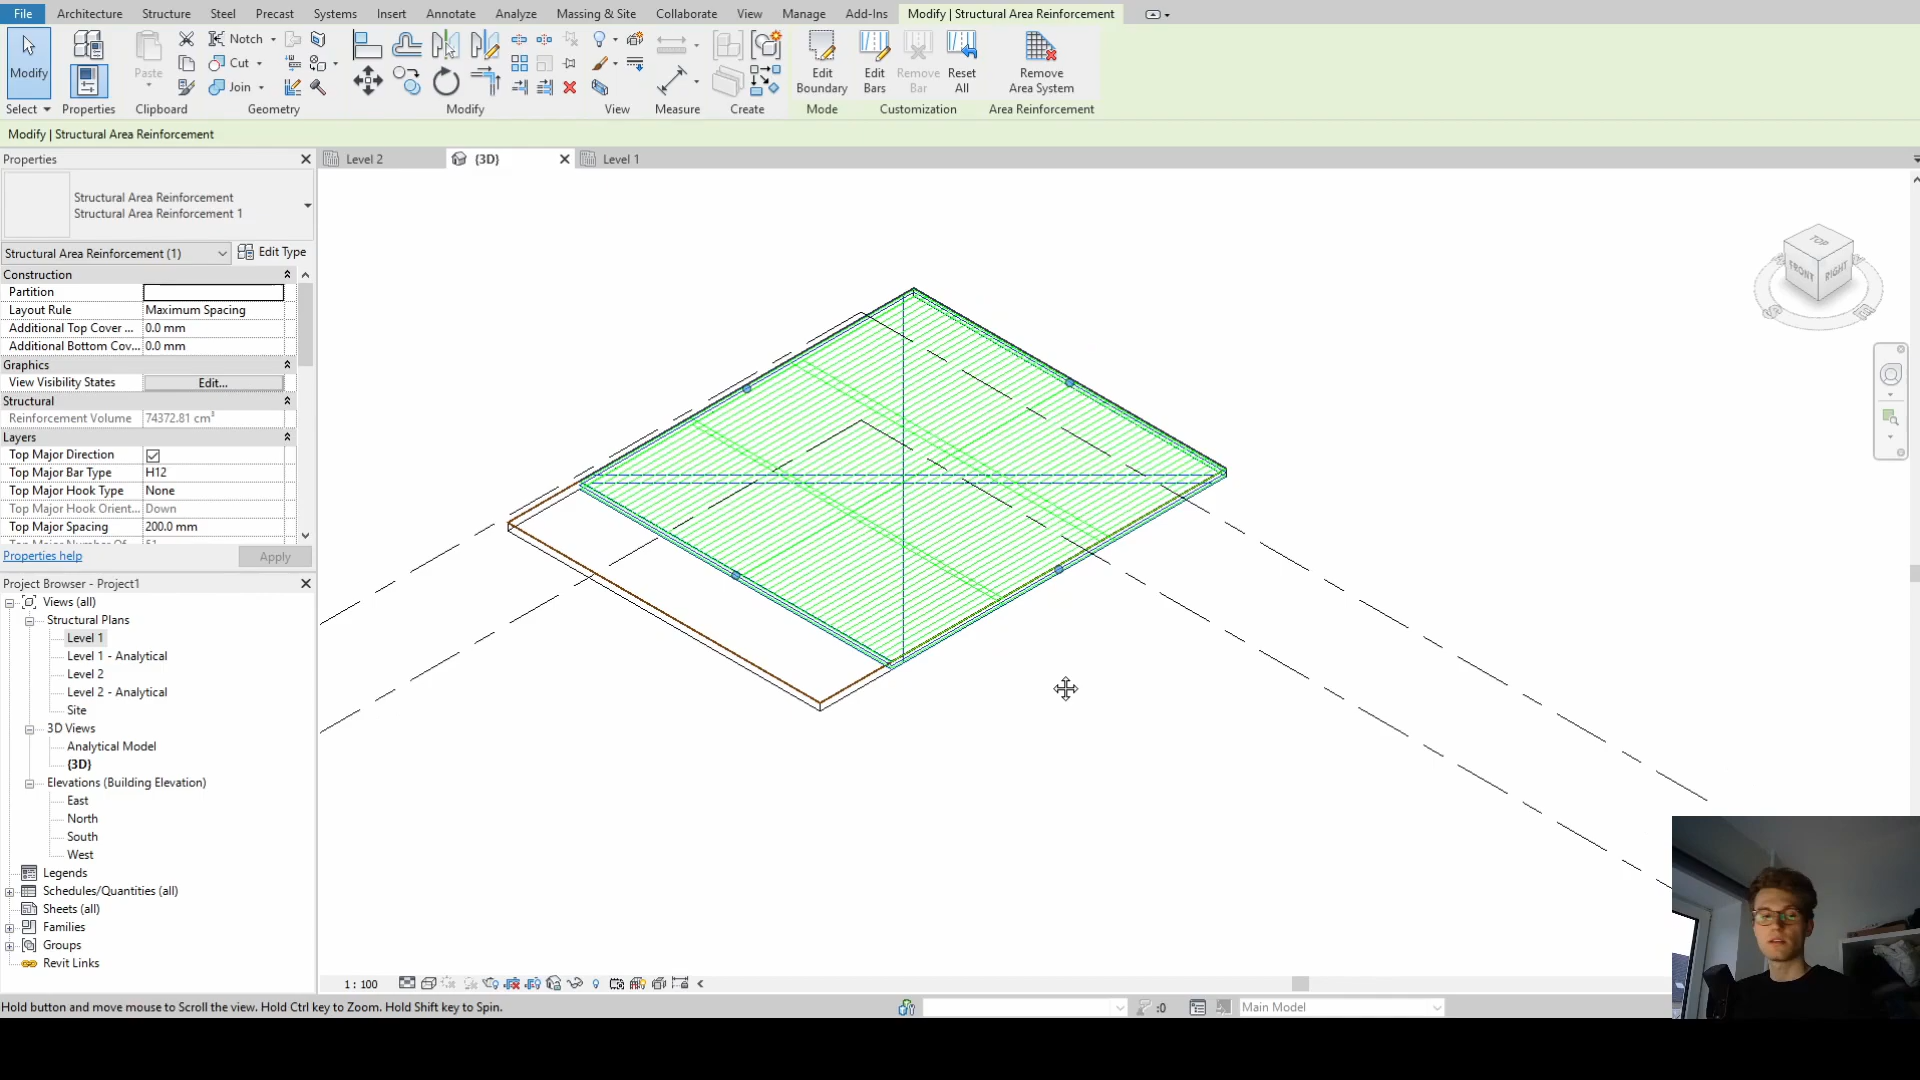 File Architecture Structure Steel Precast Systems Insert Annotate Analyze Massing & Site Collaborate View Manage Add-Ins Modify | Structural Area Reinforcement
Modify
Paste
Notch
Cut
Join
Edit Boundary
Edit Bars
Remove Bar
Reset All
Remove Area System
Select Properties Clipboard Geometry Modify View Measure Create Mode Customization Area Reinforcement
Modify | Structural Area Reinforcement
Properties
Level 2
{3D}
Level 1
Structural Area Reinforcement
Structural Area Reinforcement 1
Structural Area Reinforcement (1) Edit Type
Construction
Partition
Layout Rule Maximum Spacing
Additional Top Cover ... 0.0 mm
Additional Bottom Cov... 0.0 mm
Graphics
View Visibility States Edit...
Structural
Reinforcement Volume 74372.81 cm³
Layers
Top Major Direction
Top Major Bar Type H12
Top Major Hook Type None
Top Major Hook Orient... Down
Top Major Spacing 200.0 mm
Properties help Apply
Project Browser - Project1
Views (all)
Structural Plans
Level 1
Level 1 - Analytical
Level 2
Level 2 - Analytical
Site
3D Views
Analytical Model
{3D}
Elevations (Building Elevation)
East
North
South
West
Legends
Schedules/Quantities (all)
Sheets (all)
Families
Groups
Revit Links
TOP
FRONT
RIGHT
1 : 100
Hold button and move mouse to Scroll the view. Hold Ctrl key to Zoom. Hold Shift key to Spin.
:0
Main Model